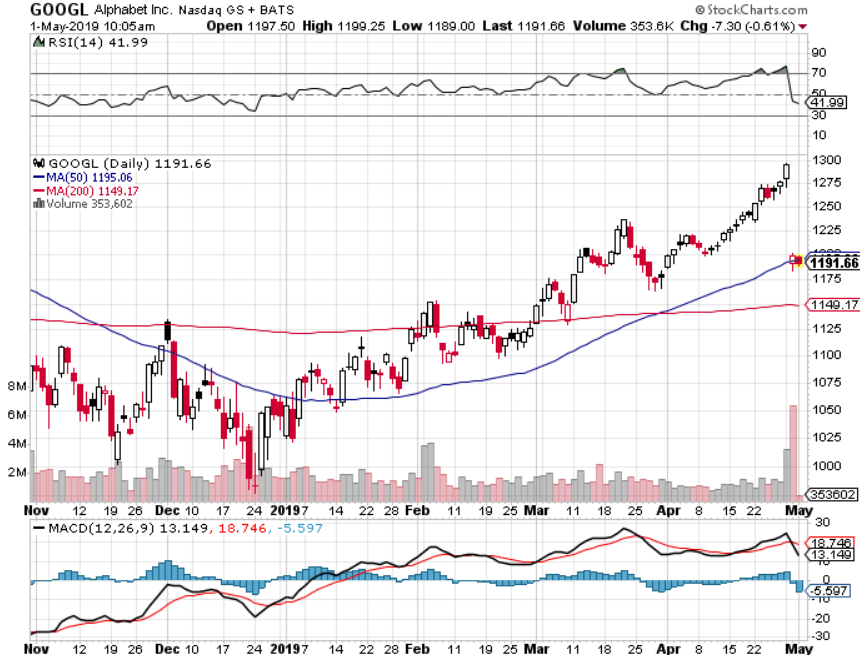 GOOGL Alphabet Inc. Nasdaq GS + BATS
© StockCharts.com
1-May-2019 10:05am
Open 1197.50 High 1199.25 Low 1189.00 Last 1191.66 Volume 353.6K Chg -7.30 (-0.61%)
RSI(14) 41.99
90
70
50
41.99
30
10
GOOGL (Daily) 1191.66
MA(50) 1195.06
MA(200) 1149.17
Volume 353,602
1300
1275
1250
1225
1200
1191.66
1175
1149.17
1125
1100
1075
1050
1025
1000
8M
6M
4M
2M
353602
Nov 12 19 26 Dec 10 17 24 2019 7 14 22 28 Feb 11 19 25 Mar 11 18 25 Apr 8 15 22 May
MACD(12,26,9) 13.149, 18.746, -5.597
30
18.746
13.149
10
0
-5.597
-10
-20
-30
Nov 12 19 26 Dec 10 17 24 2019 7 14 22 28 Feb 11 19 25 Mar 11 18 25 Apr 8 15 22 May